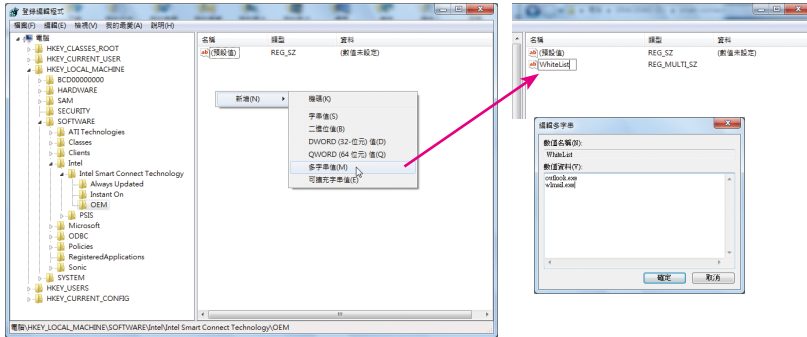 登錄編輯程式
檔案(F) 編輯(E) 檢視(V) 我的最愛(A) 說明(H)
電腦
HKEY_CLASSES_ROOT
HKEY_CURRENT_USER
HKEY_LOCAL_MACHINE
BCD00000000
HARDWARE
SAM
SECURITY
SOFTWARE
ATI Technologies
Classes
Clients
Intel
Intel Smart Connect Technology
Always Updated
Instant On
OEM
PSIS
Microsoft
ODBC
Policies
RegisteredApplications
Sonic
SYSTEM
HKEY_USERS
HKEY_CURRENT_CONFIG
名稱 類型 資料
(預設值) REG_SZ (數值未設定)
新增(N)
機碼(K)
字串值(S)
二進位值(B)
DWORD (32-位元) 值(D)
QWORD (64 位元) 值(Q)
多字串值(M)
可擴充字串值(E)
電腦\HKEY_LOCAL_MACHINE\SOFTWARE\Intel\Intel Smart Connect Technology\OEM
名稱 類型 資料
(預設值) REG_SZ (數值未設定)
WhiteList REG_MULTI_SZ
編輯多字串
數值名稱(N):
WhiteList
數值資料(V):
outlook.exe
wlmail.exe
確定 取消